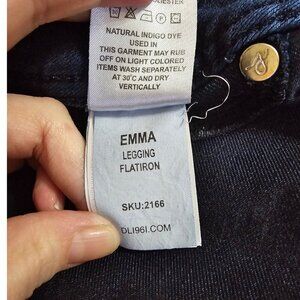 NATURAL INDIGO DYE
USED IN
THIS GARMENT MAY RUB
OFF ON LIGHT COLORED
ITEMS WASH SEPARATELY
AT 30°C AND DRY
VERTICALLY
EMMA
LEGGING
FLATIRON
SKU:2166
DL1961.COM